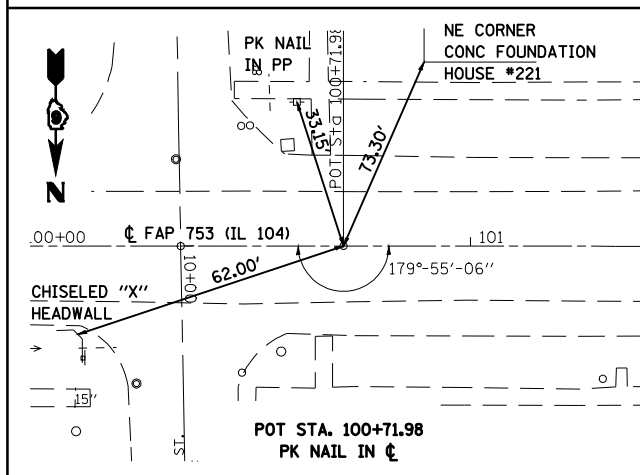 NE CORNER
CONC FOUNDATION
HOUSE #221
PK NAIL
IN PP
POT Sta 100+71.98
33.15'
73.30'
N
.00+00
℄ FAP 753 (IL 104)
101
10+00
62.00'
179°-55'-06''
CHISELED "X"
HEADWALL
15"
ST.
POT STA. 100+71.98
PK NAIL IN ℄